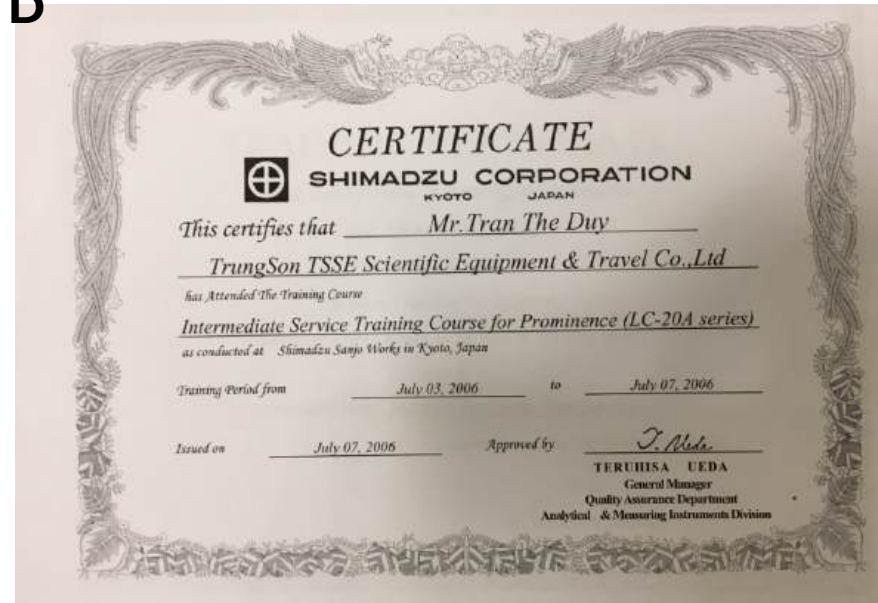 D
CERTIFICATE
SHIMADZU CORPORATION
KYOTO JAPAN
This certifies that Mr.Tran The Duy
TrungSon TSSE Scientific Equipment & Travel Co.,Ltd
has Attended The Training Course
Intermediate Service Training Course for Prominence (LC-20A series)
as conducted at Shimadzu Sanjo Works in Kyoto, Japan
Training Period from July 03, 2006 to July 07, 2006
Issued on July 07, 2006 Approved by T. Ueda
TERUHISA UEDA
General Manager
Quality Assurance Department
Analytical & Measuring Instruments Division